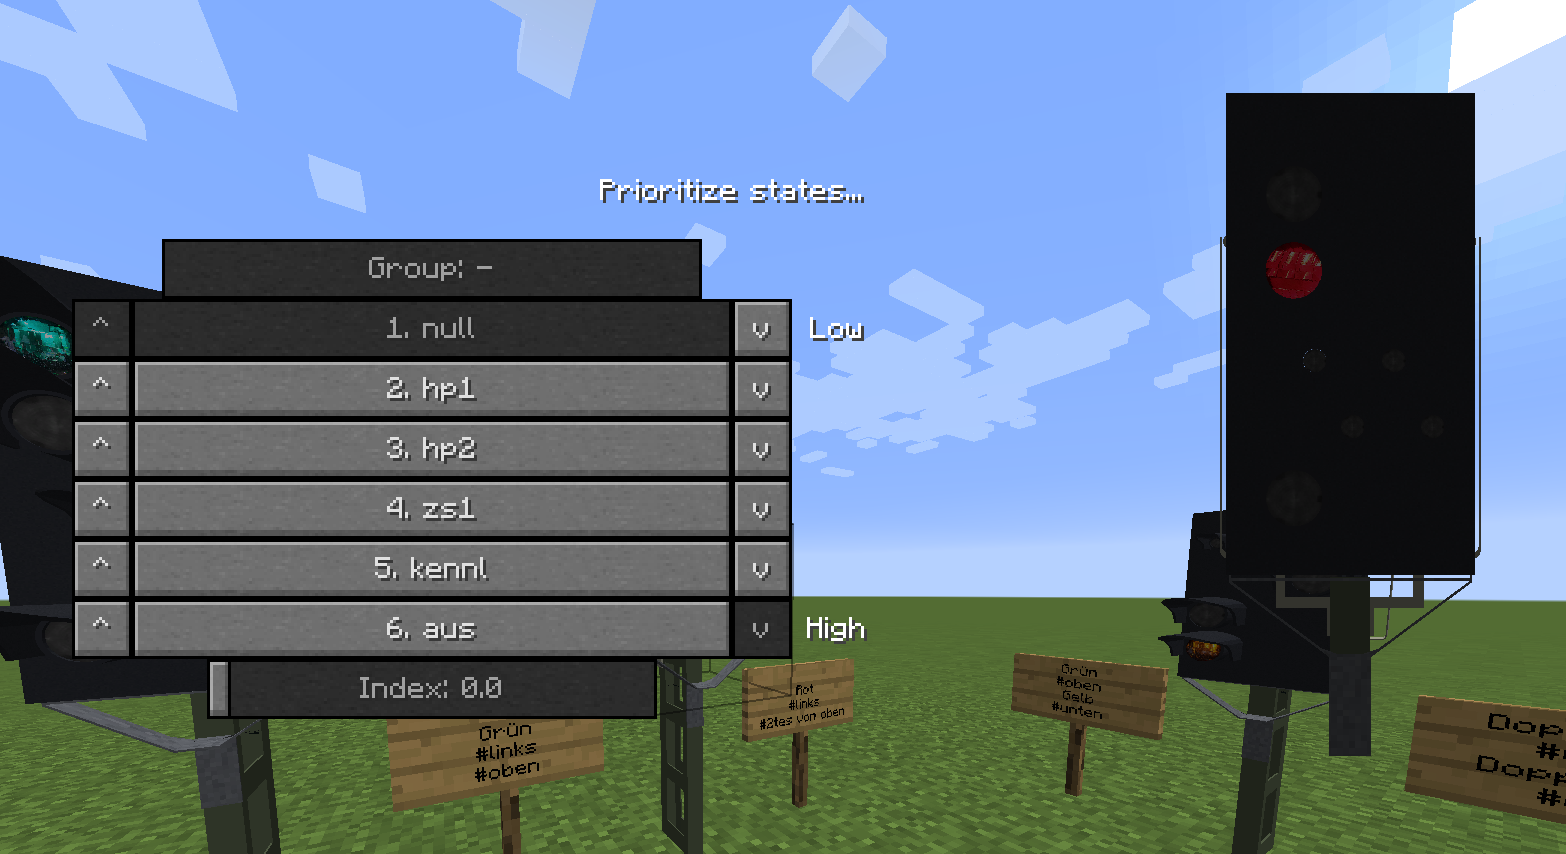 Prioritize states...
Group: -
^ 1. null v Low
^ 2. hp1 v
^ 3. hp2 v
^ 4. zs1 v
^ 5. kennl v
^ 6. aus v High
Index: 0.0
Grün
#links
#oben
Rot
#links
#2tes von oben
Grün
#oben
Gelb
#unten